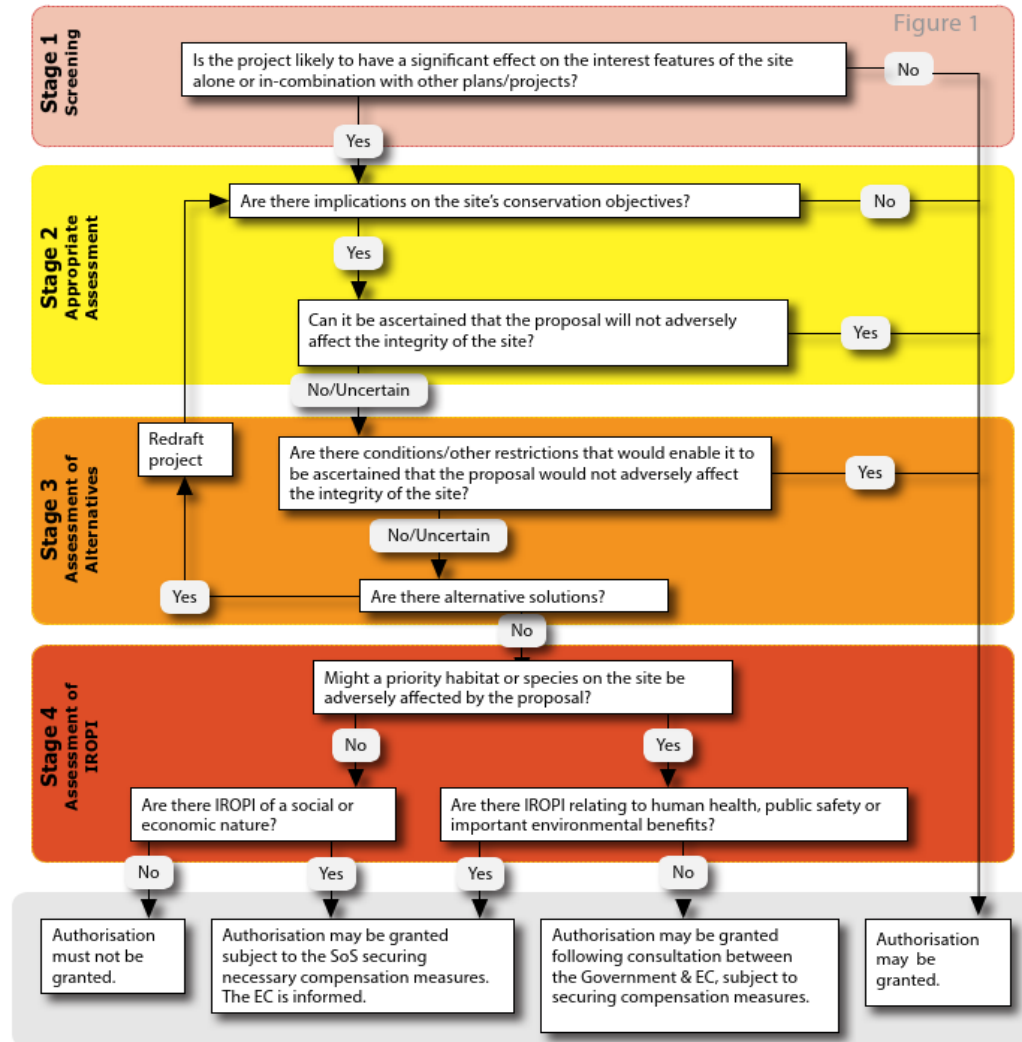 Figure 1
Stage 1
Screening
Is the project likely to have a significant effect on the interest features of the site
alone or in-combination with other plans/projects?
No
Yes
Stage 2
Appropriate
Assessment
Are there implications on the site's conservation objectives?
No
Yes
Can it be ascertained that the proposal will not adversely
affect the integrity of the site?
Yes
No/Uncertain
Stage 3
Assessment of
Alternatives
Redraft
project
Are there conditions/other restrictions that would enable it to
be ascertained that the proposal would not adversely affect
the integrity of the site?
Yes
No/Uncertain
Yes
Are there alternative solutions?
No
Stage 4
Assessment of
IROPI
Might a priority habitat or species on the site be
adversely affected by the proposal?
No
Yes
Are there IROPI of a social or
economic nature?
Are there IROPI relating to human health, public safety or
important environmental benefits?
No
Yes
Yes
No
Authorisation
must not be
granted.
Authorisation may be granted
subject to the SoS securing
necessary compensation measures.
The EC is informed.
Authorisation may be granted
following consultation between
the Government & EC, subject to
securing compensation measures.
Authorisation
may be
granted.